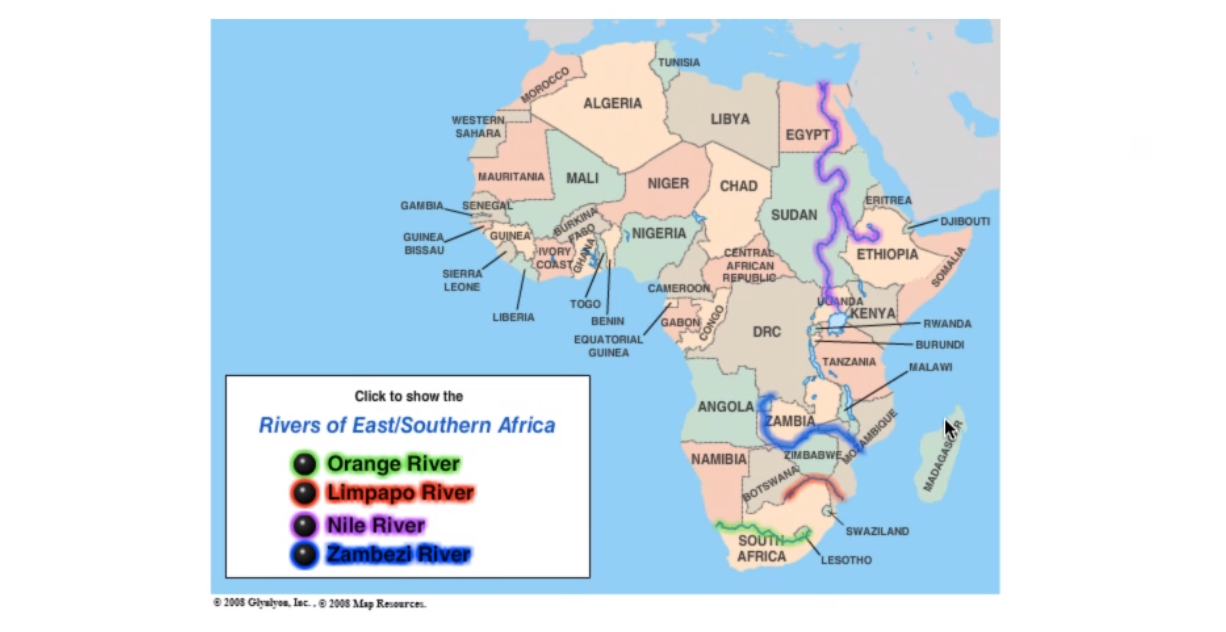 TUNISIA
MOROCCO
ALGERIA
LIBYA
EGYPT
WESTERN
SAHARA
MAURITANIA
MALI
NIGER
CHAD
SUDAN
ERITREA
DJIBOUTI
GAMBIA
SENEGAL
GUINEA
BISSAU
GUINEA
BURKINA
FASO
NIGERIA
ETHIOPIA
SOMALIA
IVORY
COAST
GHANA
CENTRAL
AFRICAN
REPUBLIC
SIERRA
LEONE
CAMEROON
LIBERIA
TOGO
BENIN
EQUATORIAL
GUINEA
GABON
CONGO
DRC
UGANDA
KENYA
RWANDA
BURUNDI
TANZANIA
MALAWI
ANGOLA
ZAMBIA
MOZAMBIQUE
ZIMBABWE
NAMIBIA
BOTSWANA
MADAGASCAR
SWAZILAND
SOUTH
AFRICA
LESOTHO
Click to show the
Rivers of East/Southern Africa
Orange River
Limpapo River
Nile River
Zambezi River
© 2008 Glynlyon, Inc. , © 2008 Map Resources.